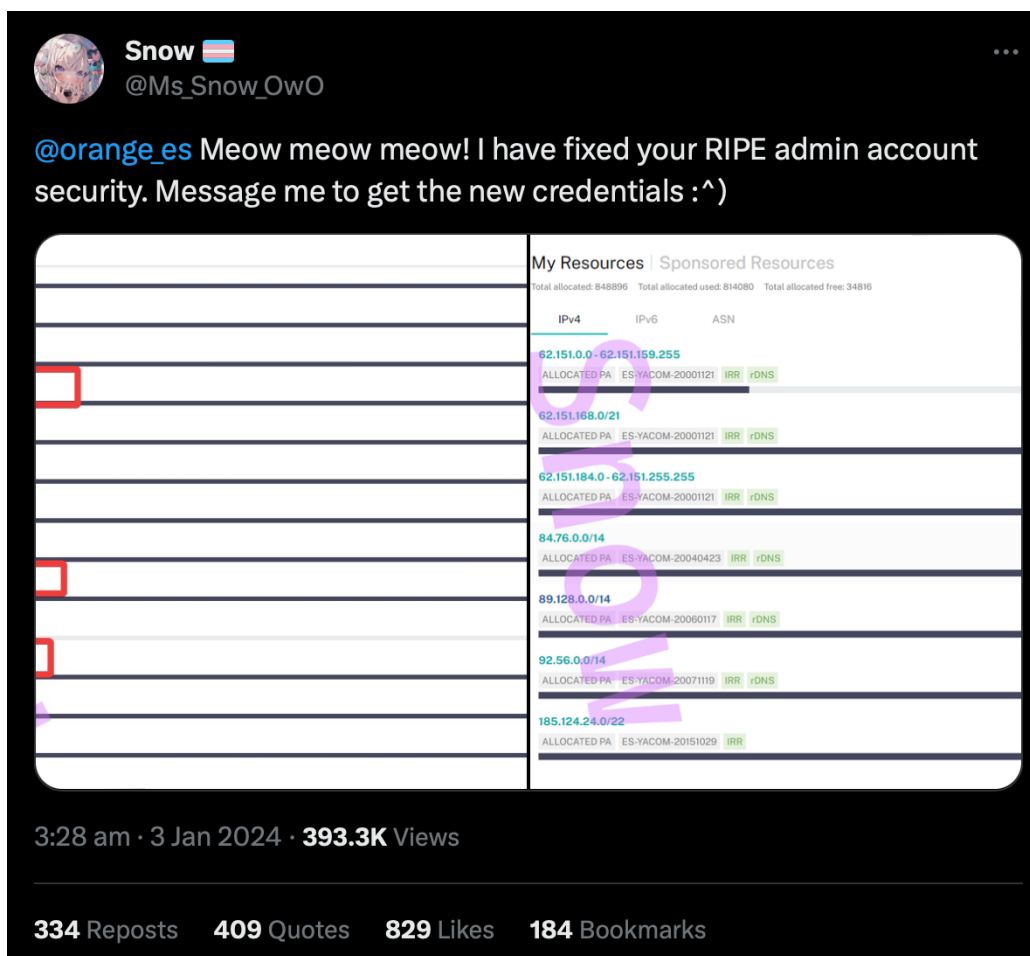 Snow
@Ms_Snow_OwO
@orange_es Meow meow meow! I have fixed your RIPE admin account
security. Message me to get the new credentials :^)
My Resources | Sponsored Resources
Total allocated: 848896 Total allocated used: 814080 Total allocated free: 34816
IPv4 IPv6 ASN
62.151.0.0 - 62.151.159.255
ALLOCATED PA ES-YACOM-20001121 IRR rDNS
62.151.168.0/21
ALLOCATED PA ES-YACOM-20001121 IRR rDNS
62.151.184.0 - 62.151.255.255
ALLOCATED PA ES-YACOM-20001121 IRR rDNS
84.76.0.0/14
ALLOCATED PA ES-YACOM-20040423 IRR rDNS
89.128.0.0/14
ALLOCATED PA ES-YACOM-20060117 IRR rDNS
92.56.0.0/14
ALLOCATED PA ES-YACOM-20071119 IRR rDNS
185.124.24.0/22
ALLOCATED PA ES-YACOM-20151029 IRR
Snow
3:28 am · 3 Jan 2024 · 393.3K Views
334 Reposts 409 Quotes 829 Likes 184 Bookmarks